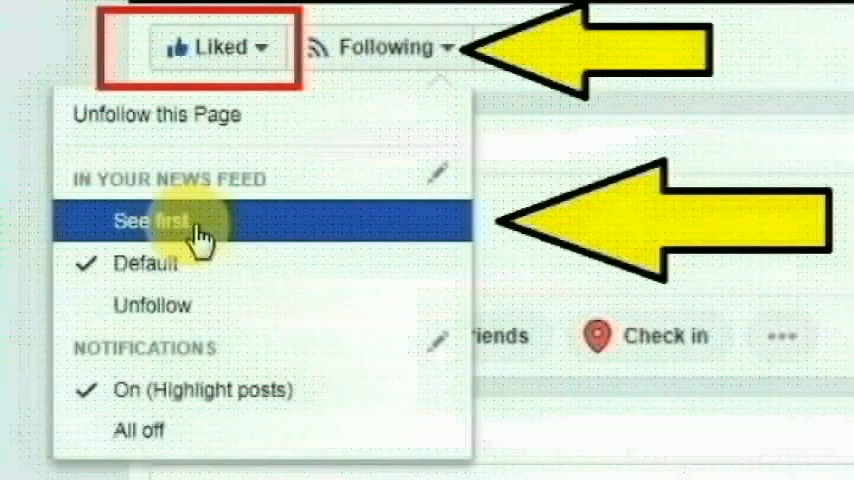 Liked Following
Unfollow this Page
IN YOUR NEWS FEED
See first
Default
Unfollow
riends Check in
NOTIFICATIONS
On (Highlight posts)
All off